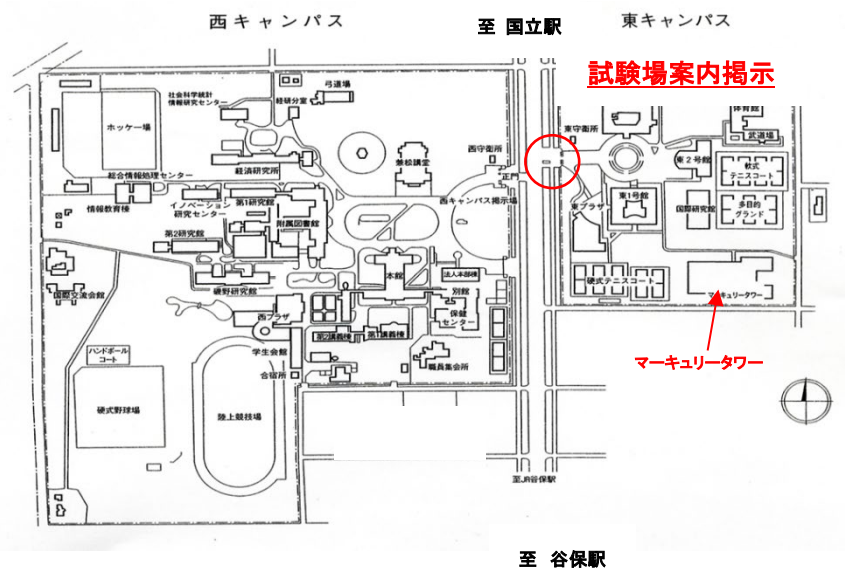 西キャンパス
至 国立駅
東キャンパス
試験場案内掲示
社会科学統計
情報研究センター
経研分室
弓道場
ホッケー場
兼松講堂
西守衛所
東守衛所
体育館
武道場
経済研究所
正門
東2号館
軟式
テニスコート
総合情報処理センター
情報教育棟
イノベーション
研究センター
第1研究館
附属図書館
西キャンパス掲示場
東プラザ
東1号館
国際研究館
多目的
グランド
第2研究館
本館
法人本部棟
国際交流会館
磯野研究館
別館
硬式テニスコート
マーキュリータワー
西プラザ
保健
センター
第2講義棟
第1講義棟
ハンドボール
コート
学生会館
職員集会所
マーキュリータワー
合宿所
硬式野球場
陸上競技場
至JR谷保駅
至 谷保駅